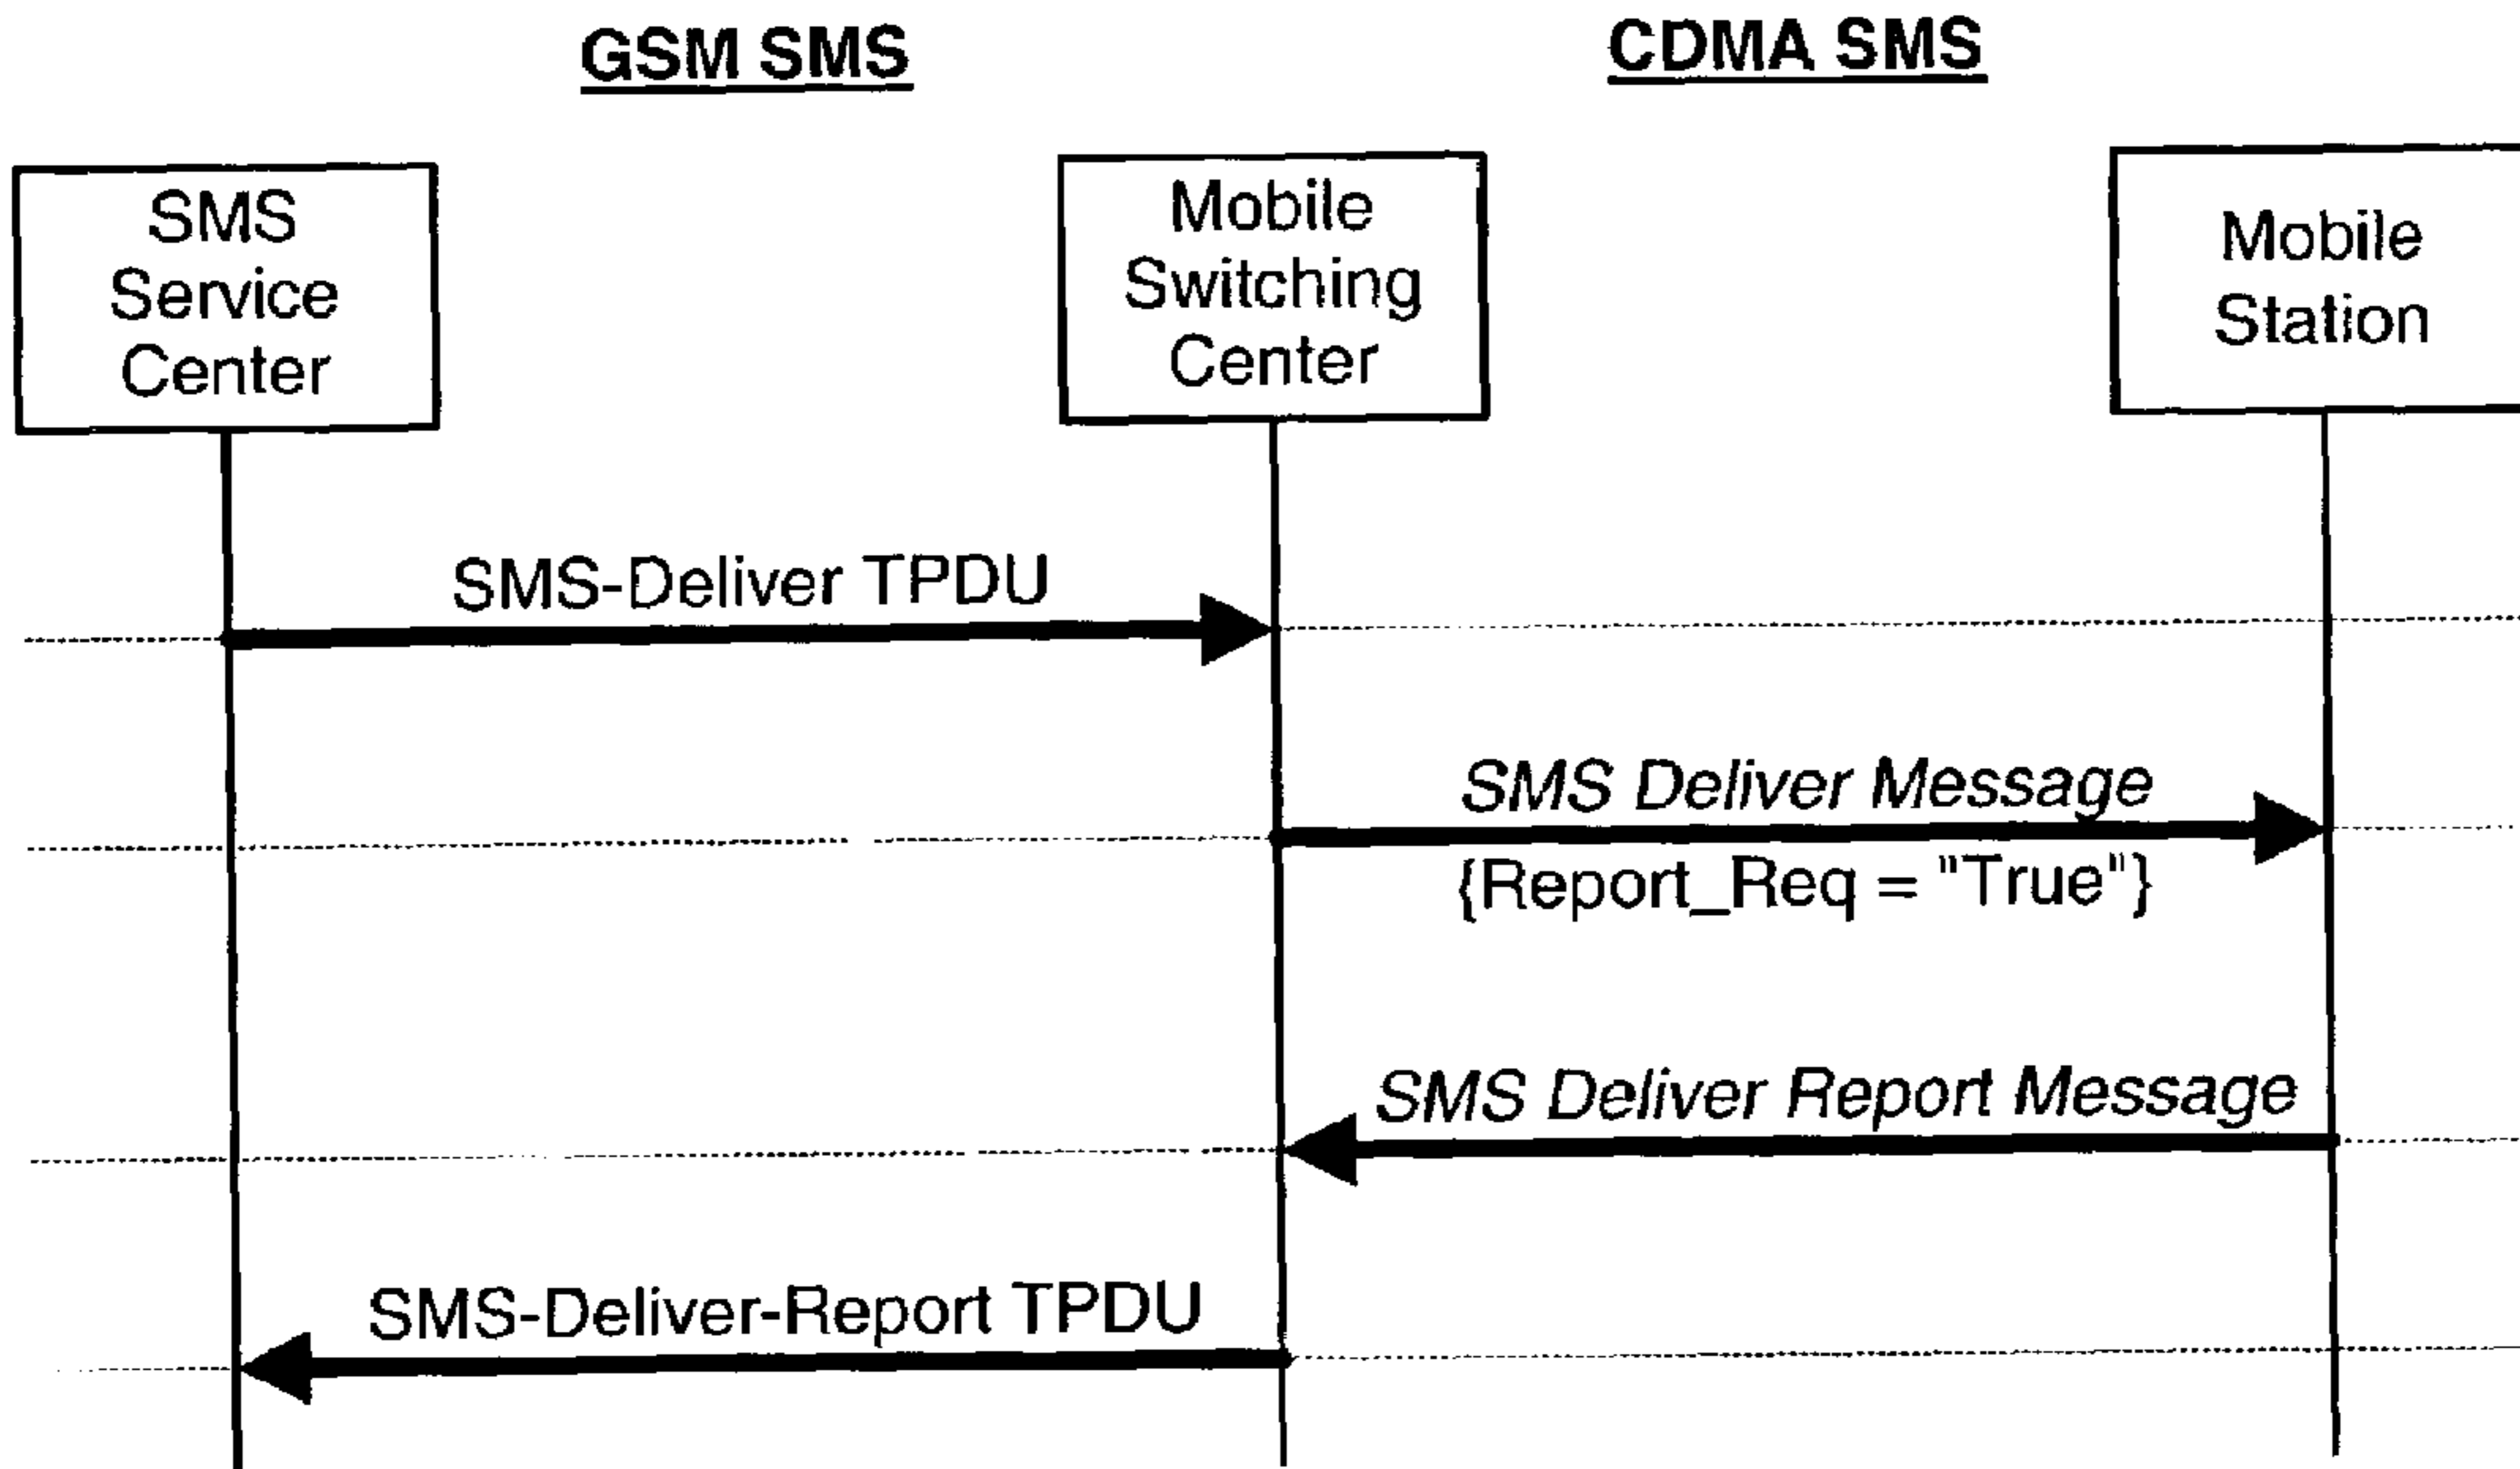 GSM SMS
CDMA SMS
SMS
Service
Center
Mobile
Switching
Center
Mobile
Station
SMS-Deliver TPDU
SMS Deliver Message
{Report_Req = "True"}
SMS Deliver Report Message
SMS-Deliver-Report TPDU